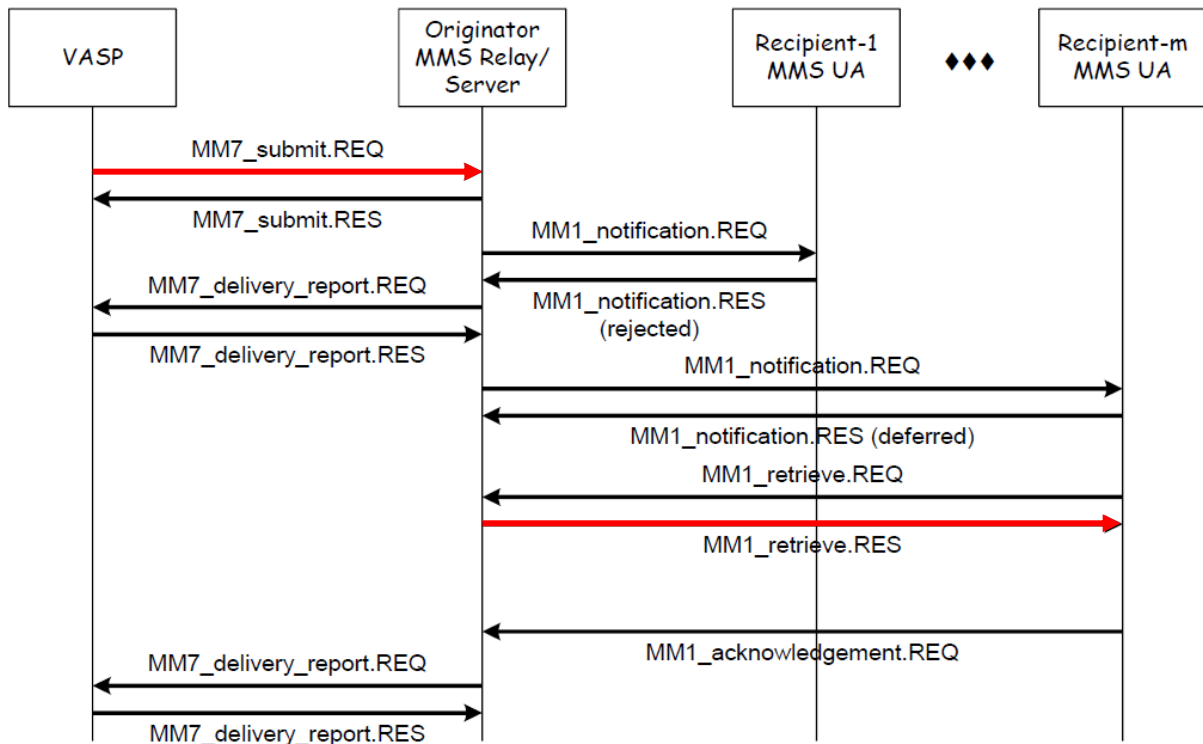 VASP
Originator
MMS Relay/
Server
Recipient-1
MMS UA
♦♦♦
Recipient-m
MMS UA
MM7_submit.REQ
MM7_submit.RES
MM1_notification.REQ
MM7_delivery_report.REQ
MM1_notification.RES
(rejected)
MM7_delivery_report.RES
MM1_notification.REQ
MM1_notification.RES (deferred)
MM1_retrieve.REQ
MM1_retrieve.RES
MM1_acknowledgement.REQ
MM7_delivery_report.REQ
MM7_delivery_report.RES